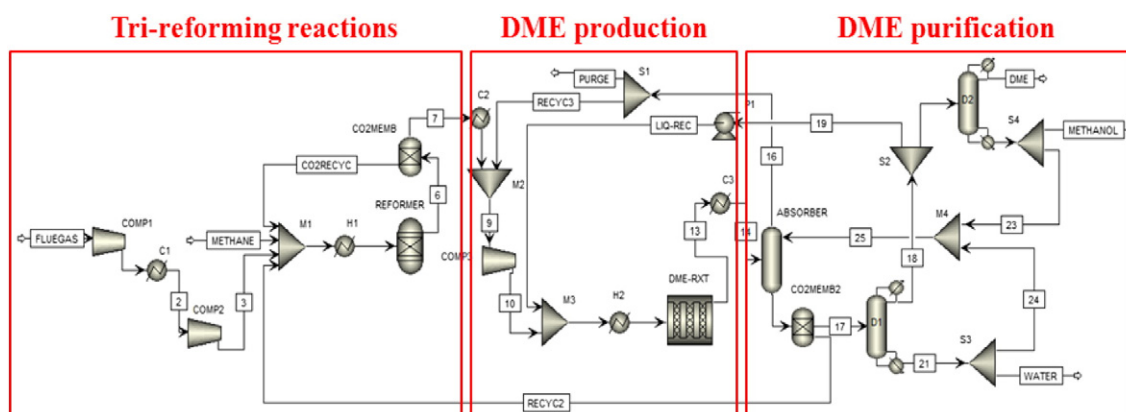 Tri-reforming reactions
DME production
DME purification
FLUEGAS
COMP1
C1
2
COMP2
3
METHANE
CO2RECYC
M1
H1
REFORMER
6
CO2MEMB
7
C2
PURGE
S1
RECYC3
LIQ-REC
P1
M2
9
COMP3
10
M3
H2
DME-RXT
13
C3
14
16
ABSORBER
19
S2
D2
DME
S4
METHANOL
M4
23
25
18
24
CO2MEMB2
17
D1
21
S3
WATER
RECYC2